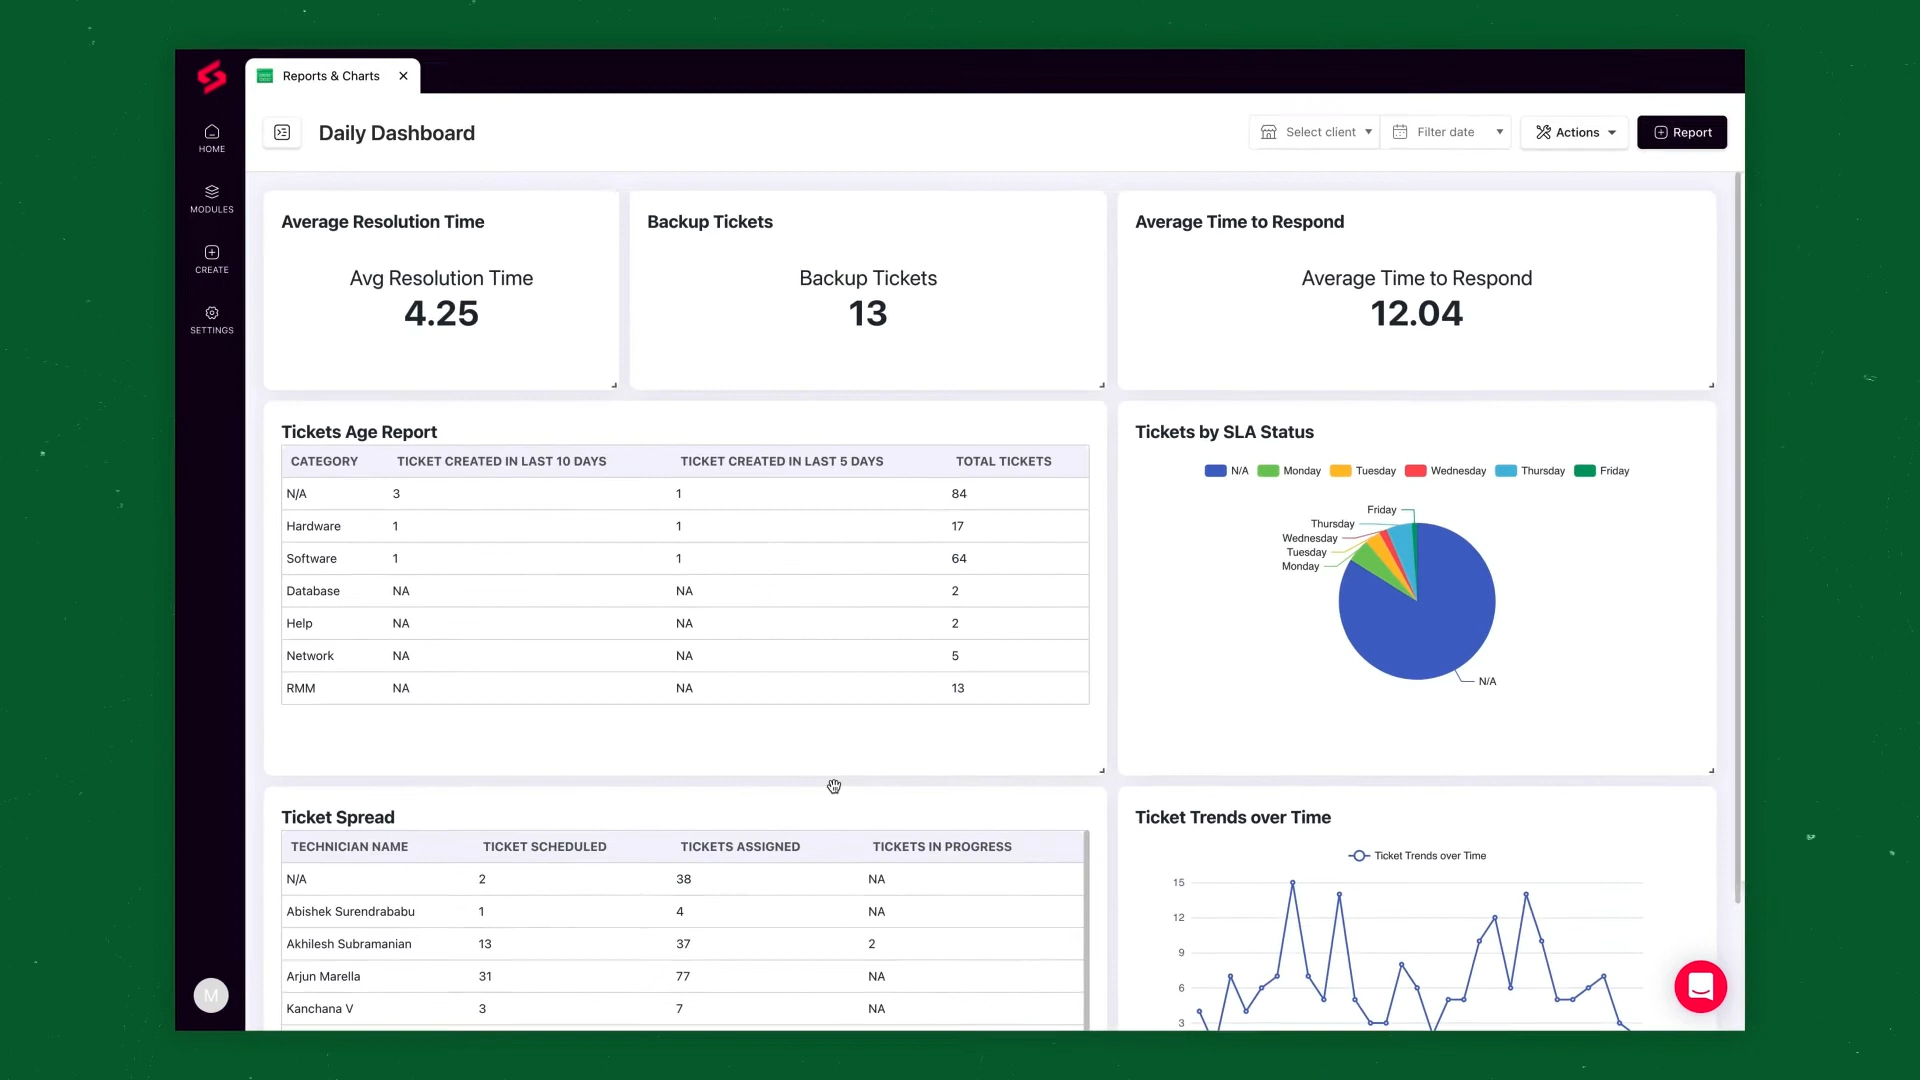 Reports & Charts
HOME
MODULES
CREATE
SETTINGS
M
Daily Dashboard
Select client
Filter date
Actions
Report
Average Resolution Time
Avg Resolution Time
4.25
Backup Tickets
Backup Tickets
13
Average Time to Respond
Average Time to Respond
12.04
Tickets Age Report
CATEGORY TICKET CREATED IN LAST 10 DAYS TICKET CREATED IN LAST 5 DAYS TOTAL TICKETS
N/A 3 1 84
Hardware 1 1 17
Software 1 1 64
Database NA NA 2
Help NA NA 2
Network NA NA 5
RMM NA NA 13
Tickets by SLA Status
N/A Monday Tuesday Wednesday Thursday Friday
Friday
Thursday
Wednesday
Tuesday
Monday
N/A
Ticket Spread
TECHNICIAN NAME TICKET SCHEDULED TICKETS ASSIGNED TICKETS IN PROGRESS
N/A 2 38 NA
Abishek Surendrababu 1 4 NA
Akhilesh Subramanian 13 37 2
Arjun Marella 31 77 NA
Kanchana V 3 7 NA
Ticket Trends over Time
Ticket Trends over Time
15
12
9
6
3